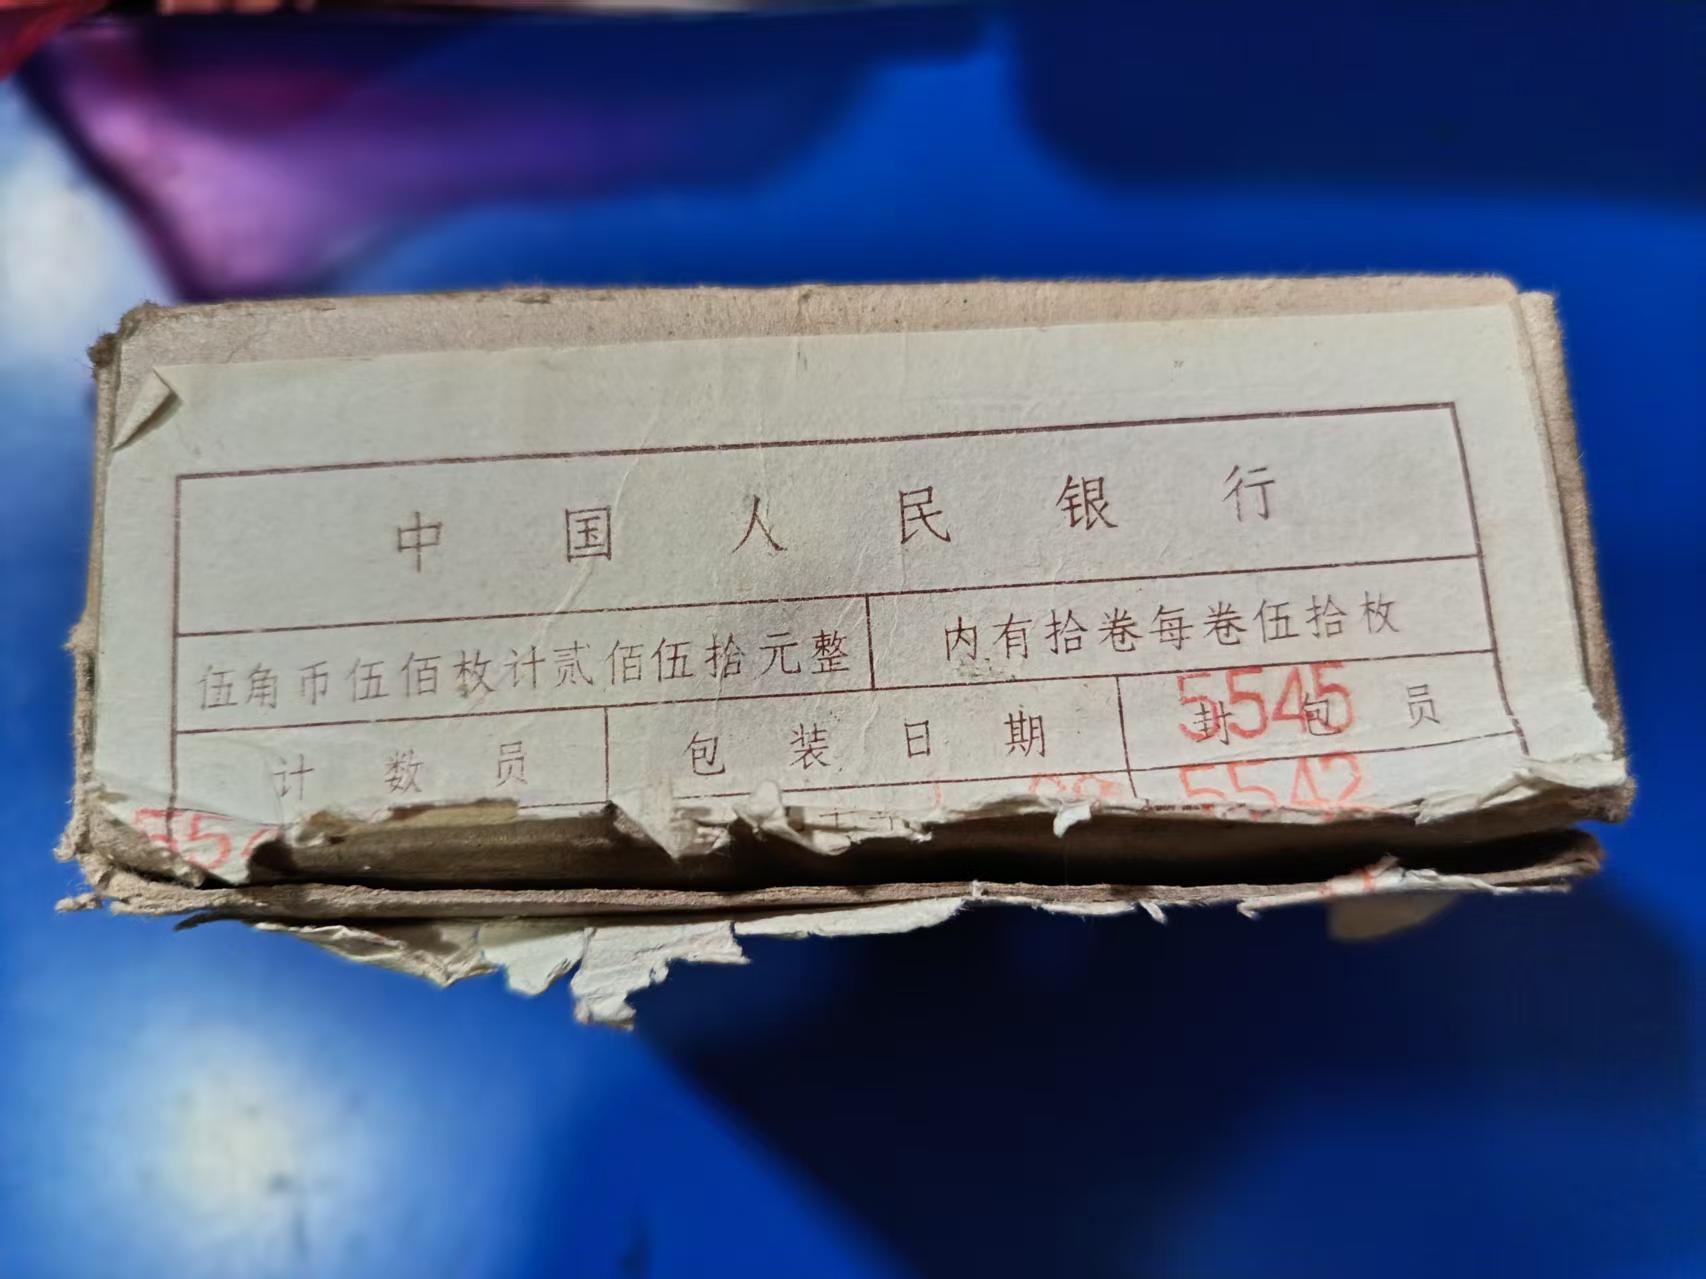 中国人民银行
伍角币伍佰枚计贰佰伍拾元整 内有拾卷每卷伍拾枚
计数员 包装日期 封包员
5545
5542